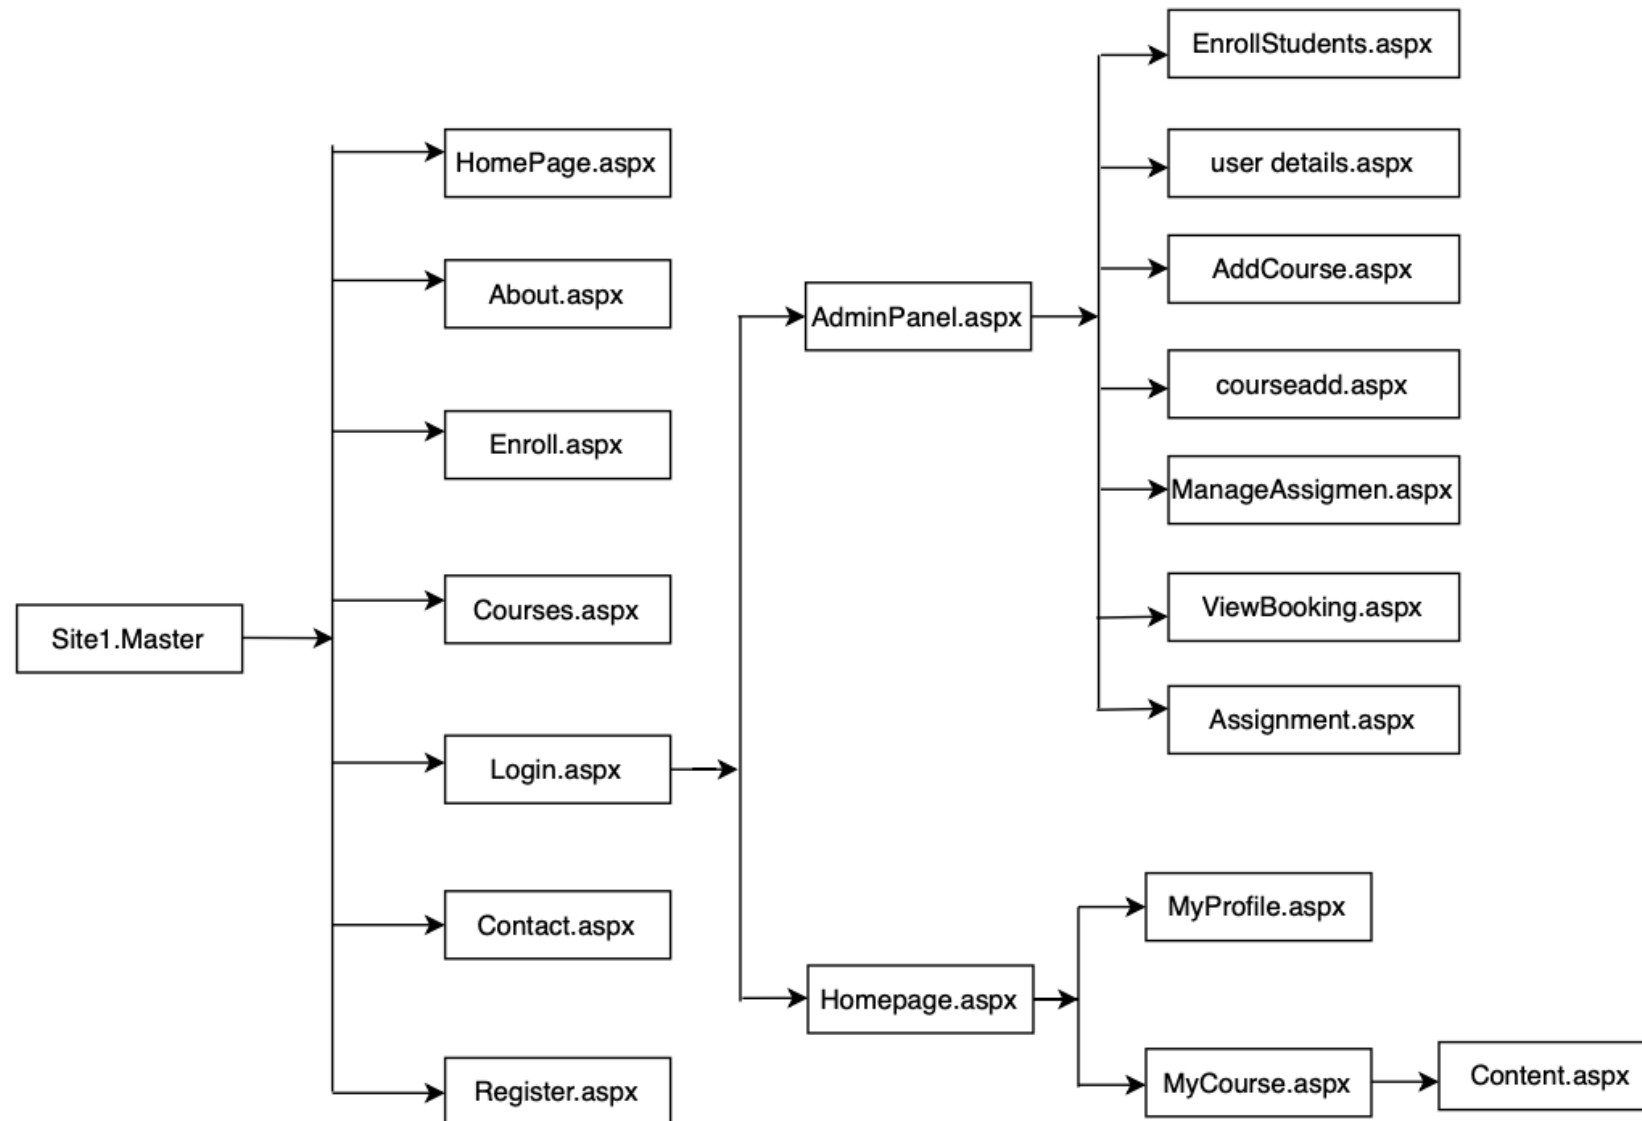 Site1.Master
HomePage.aspx
About.aspx
Enroll.aspx
Courses.aspx
Login.aspx
Contact.aspx
Register.aspx
AdminPanel.aspx
Homepage.aspx
EnrollStudents.aspx
user details.aspx
AddCourse.aspx
courseadd.aspx
ManageAssigmen.aspx
ViewBooking.aspx
Assignment.aspx
MyProfile.aspx
MyCourse.aspx
Content.aspx